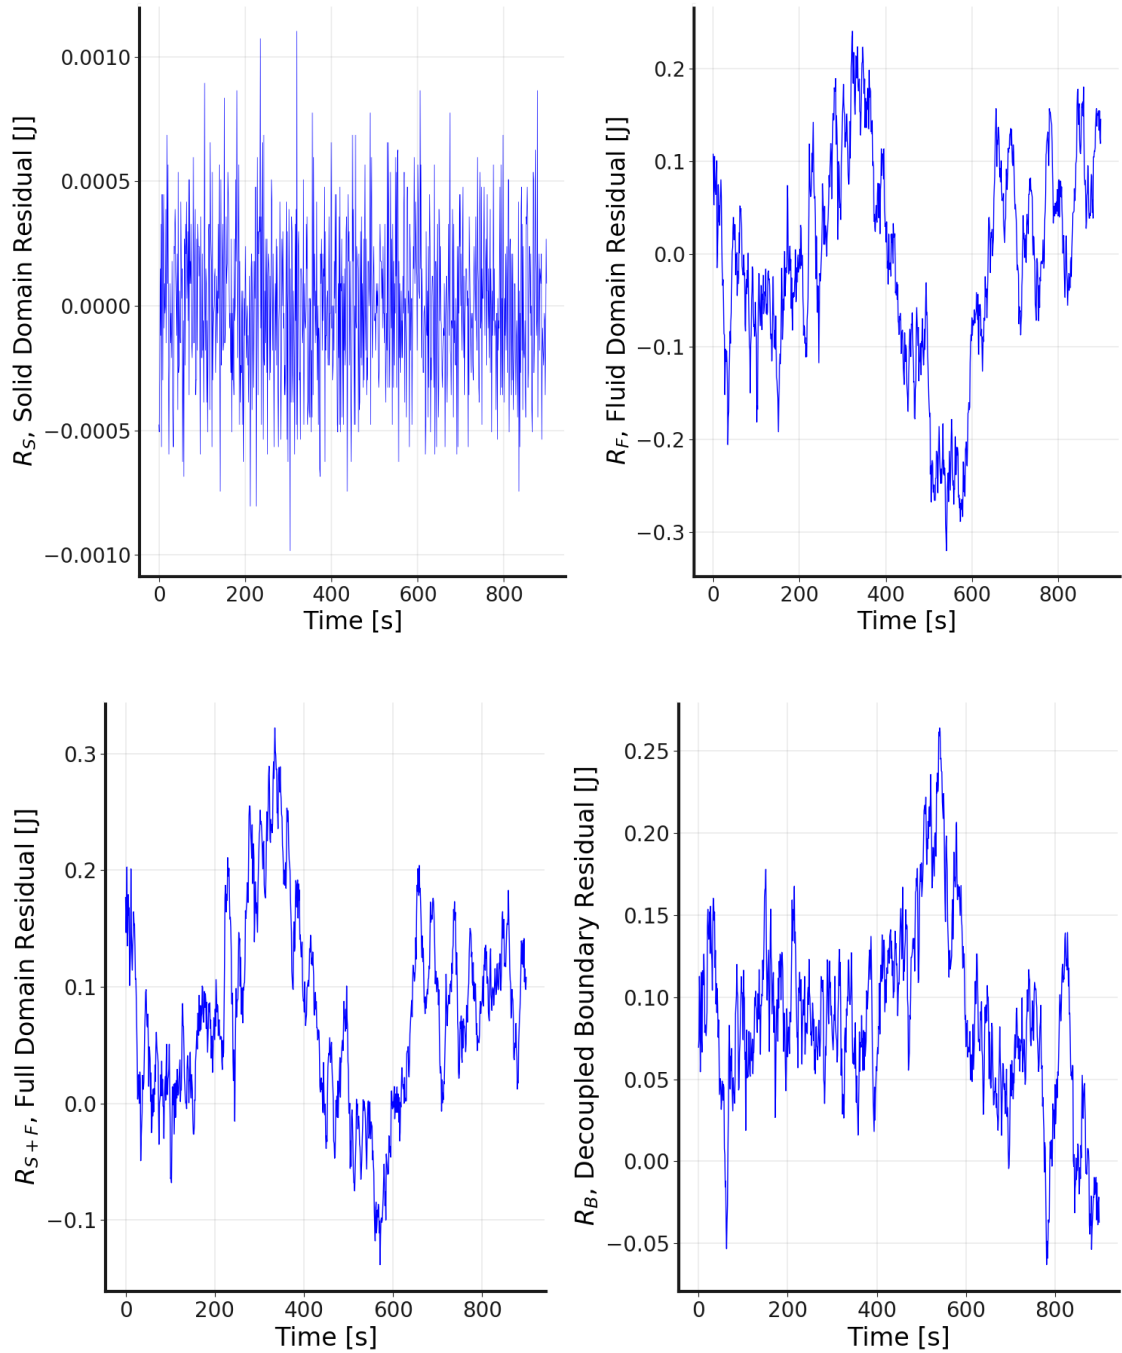 R_S, Solid Domain Residual [J]
0.0010
0.0005
0.0000
−0.0005
−0.0010
0 200 400 600 800
Time [s]
R_F, Fluid Domain Residual [J]
0.2
0.1
0.0
−0.1
−0.2
−0.3
0 200 400 600 800
Time [s]
R_{S+F}, Full Domain Residual [J]
0.3
0.2
0.1
0.0
−0.1
0 200 400 600 800
Time [s]
R_B, Decoupled Boundary Residual [J]
0.25
0.20
0.15
0.10
0.05
0.00
−0.05
0 200 400 600 800
Time [s]